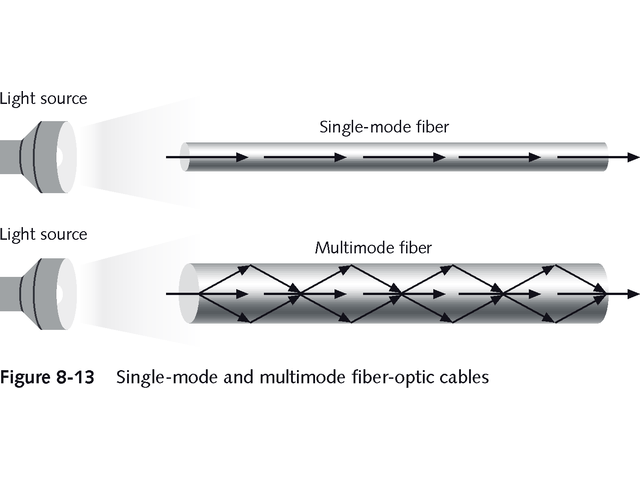 Light source
Single-mode fiber
Light source
Multimode fiber
Figure 8-13 Single-mode and multimode fiber-optic cables